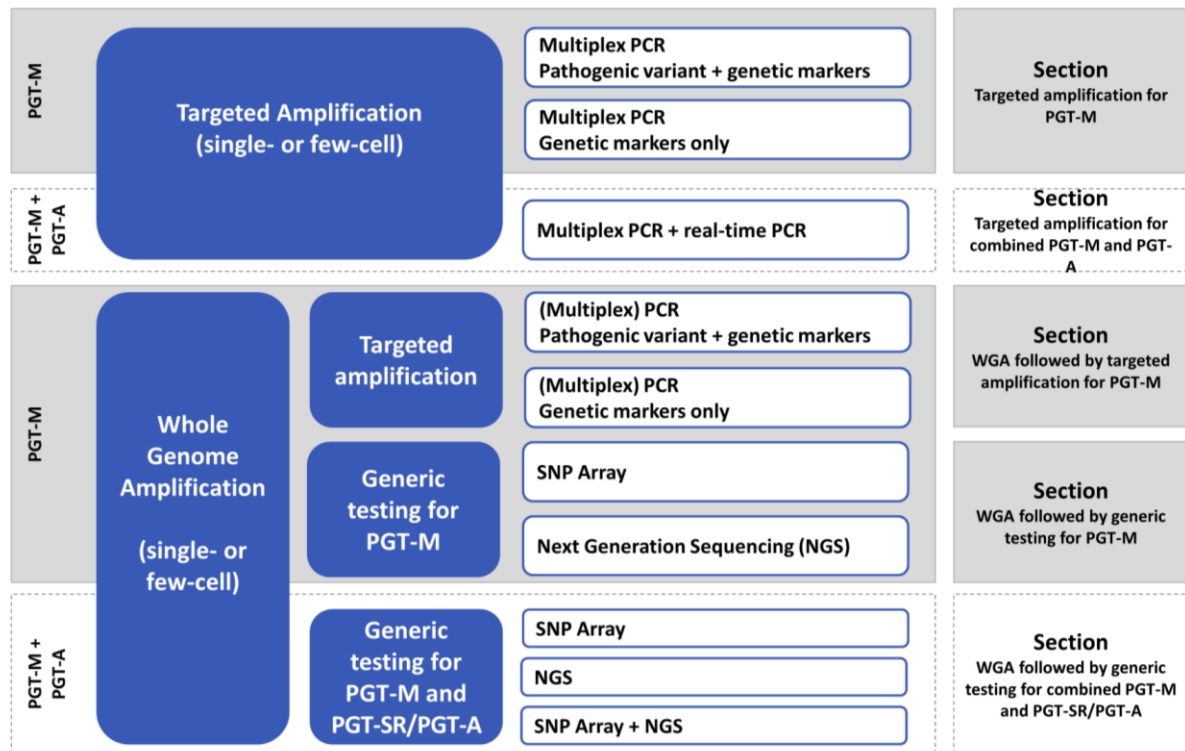 PGT-M
Targeted Amplification
(single- or few-cell)
Multiplex PCR
Pathogenic variant + genetic markers
Multiplex PCR
Genetic markers only
Section
Targeted amplification for
PGT-M
PGT-M +
PGT-A
Multiplex PCR + real-time PCR
Section
Targeted amplification for
combined PGT-M and PGT-
A
PGT-M
Whole
Genome
Amplification
(single- or
few-cell)
Targeted
amplification
(Multiplex) PCR
Pathogenic variant + genetic markers
(Multiplex) PCR
Genetic markers only
Section
WGA followed by targeted
amplification for PGT-M
Generic
testing for
PGT-M
SNP Array
Next Generation Sequencing (NGS)
Section
WGA followed by generic
testing for PGT-M
PGT-M +
PGT-A
Generic
testing for
PGT-M and
PGT-SR/PGT-A
SNP Array
NGS
SNP Array + NGS
Section
WGA followed by generic
testing for combined PGT-M
and PGT-SR/PGT-A